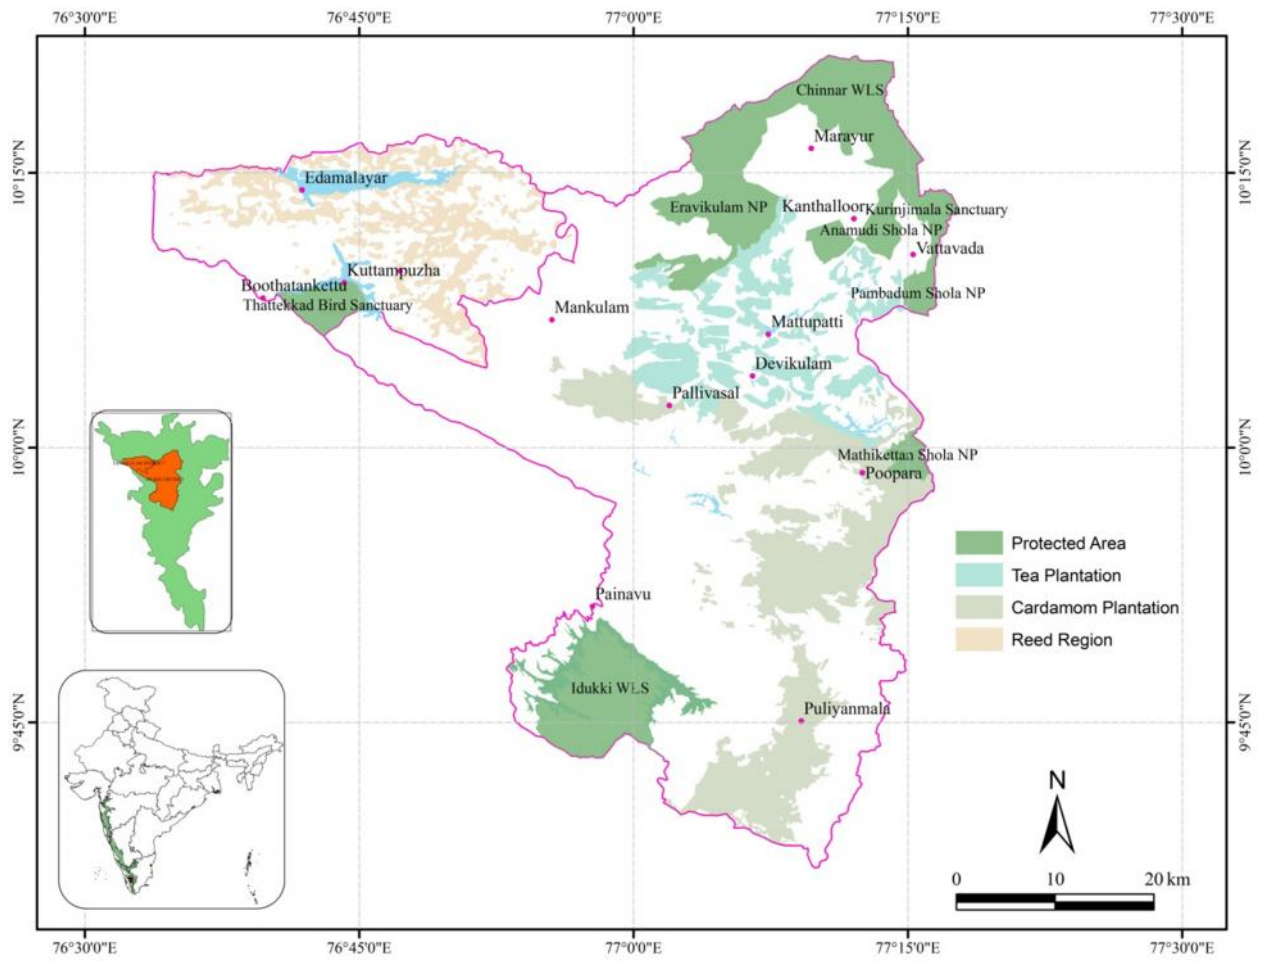 76°30'0"E
76°45'0"E
77°0'0"E
77°15'0"E
77°30'0"E
10°15'0"N
10°15'0"N
10°0'0"N
10°0'0"N
9°45'0"N
9°45'0"N
Chinnar WLS
Marayur
Edamalayar
Eravikulam NP
Kanthalloor
Kurinjimala Sanctuary
Anamudi Shola NP
Vattavada
Kuttampuzha
Boothatankettu
Thattekkad Bird Sanctuary
Pambadum Shola NP
Mankulam
Mattupatti
Devikulam
Pallivasal
Mathikettan Shola NP
Poopara
Painavu
Idukki WLS
Puliyanmala
Protected Area
Tea Plantation
Cardamom Plantation
Reed Region
N
0
10
20 km
76°30'0"E
76°45'0"E
77°0'0"E
77°15'0"E
77°30'0"E